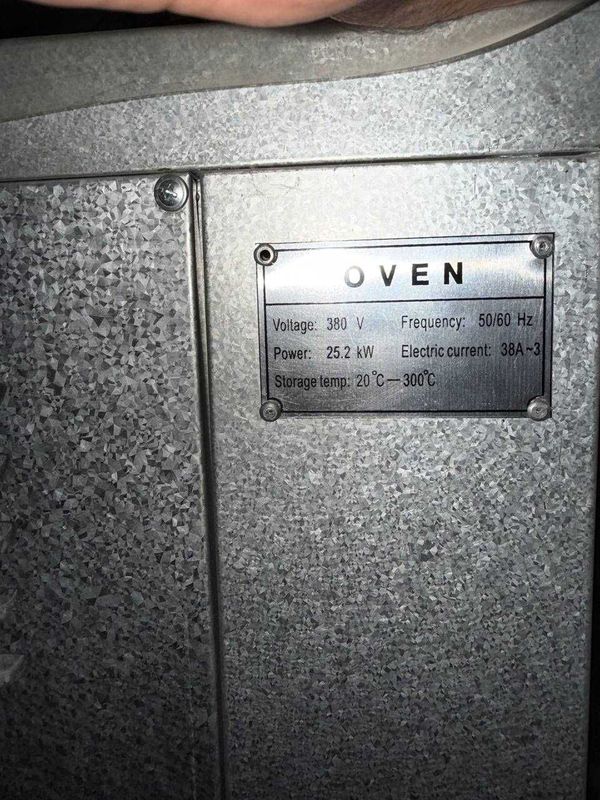 OVEN
Voltage: 380 V Frequency: 50/60 Hz
Power: 25.2 kW Electric current: 38A~3
Storage temp: 20°C—300°C